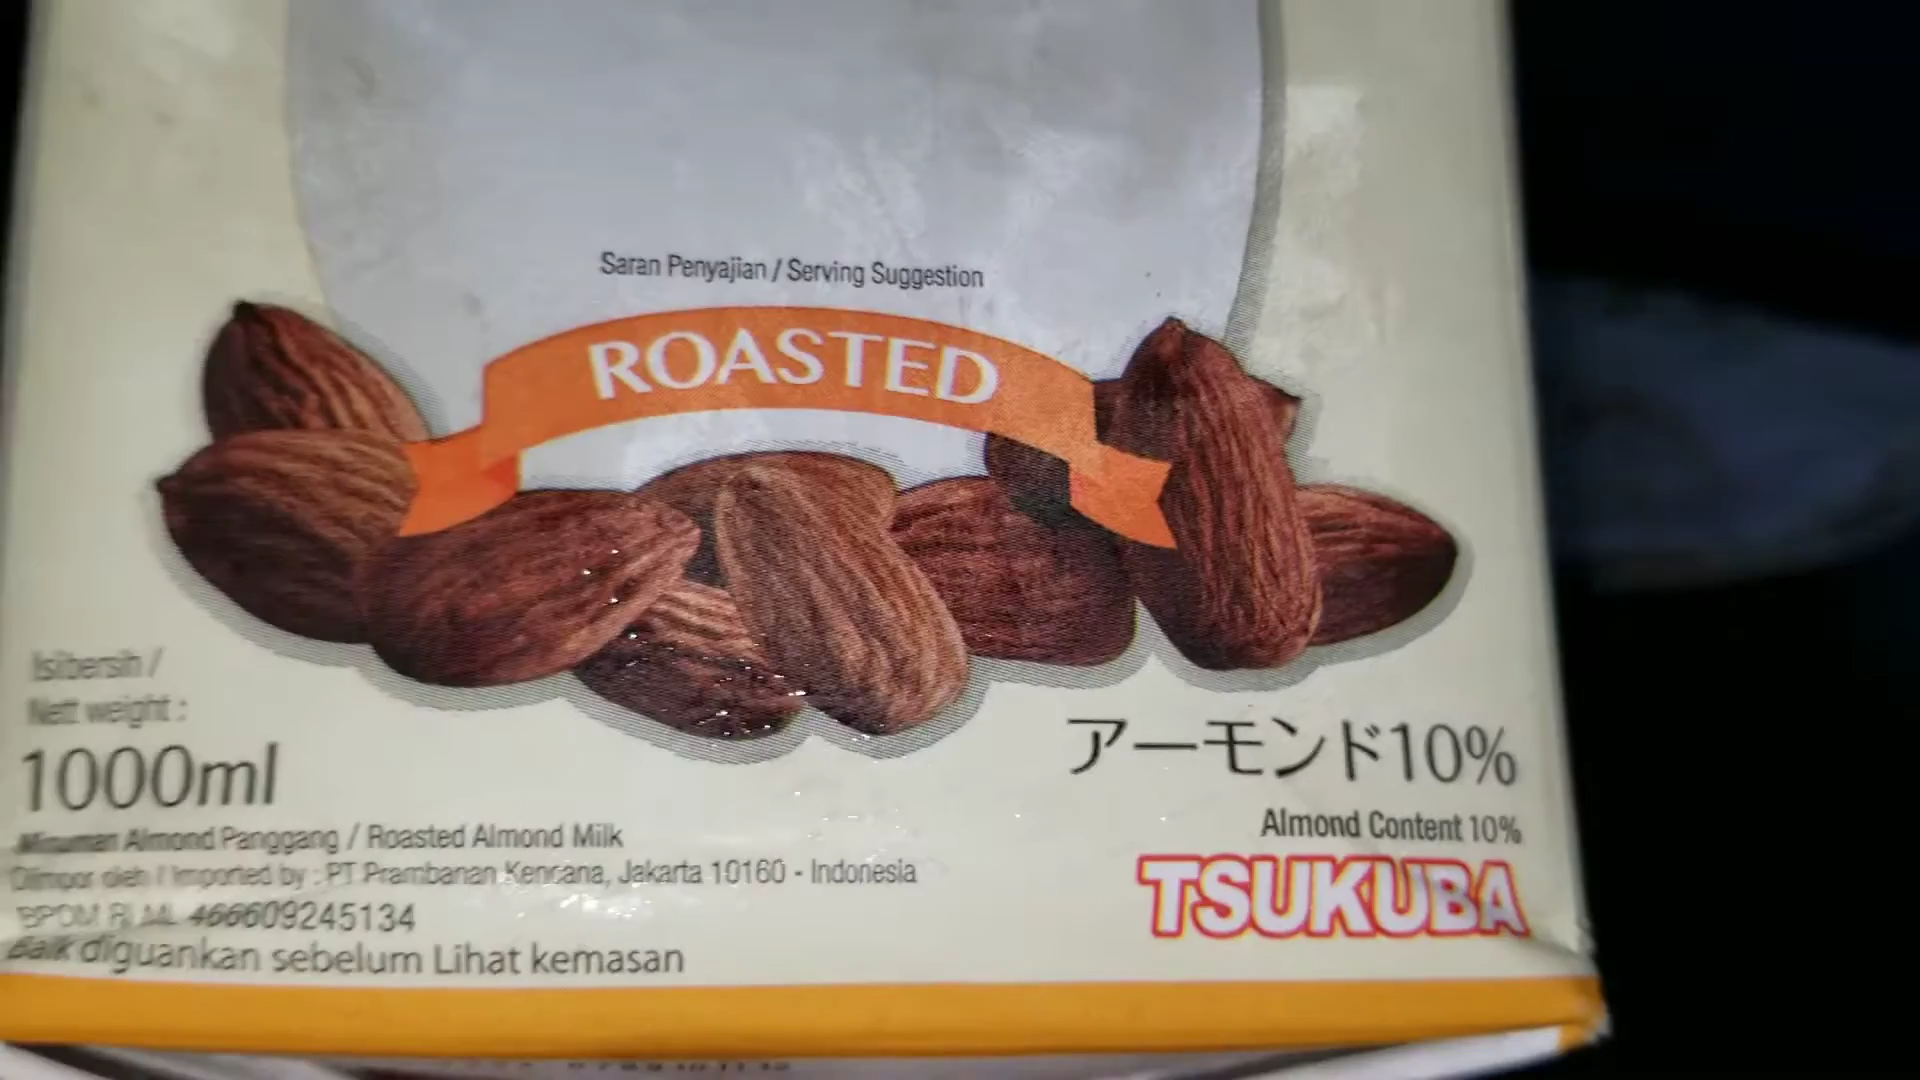 Saran Penyajian / Serving Suggestion
ROASTED
Isi bersih /
Nett weight :
1000ml
Minuman Almond Panggang / Roasted Almond Milk
Diimpor oleh / Imported by : PT Prambanan Kencana, Jakarta 10160 - Indonesia
BPOM RI ML 466609245134
Baik diguankan sebelum Lihat kemasan
アーモンド10%
Almond Content 10%
TSUKUBA